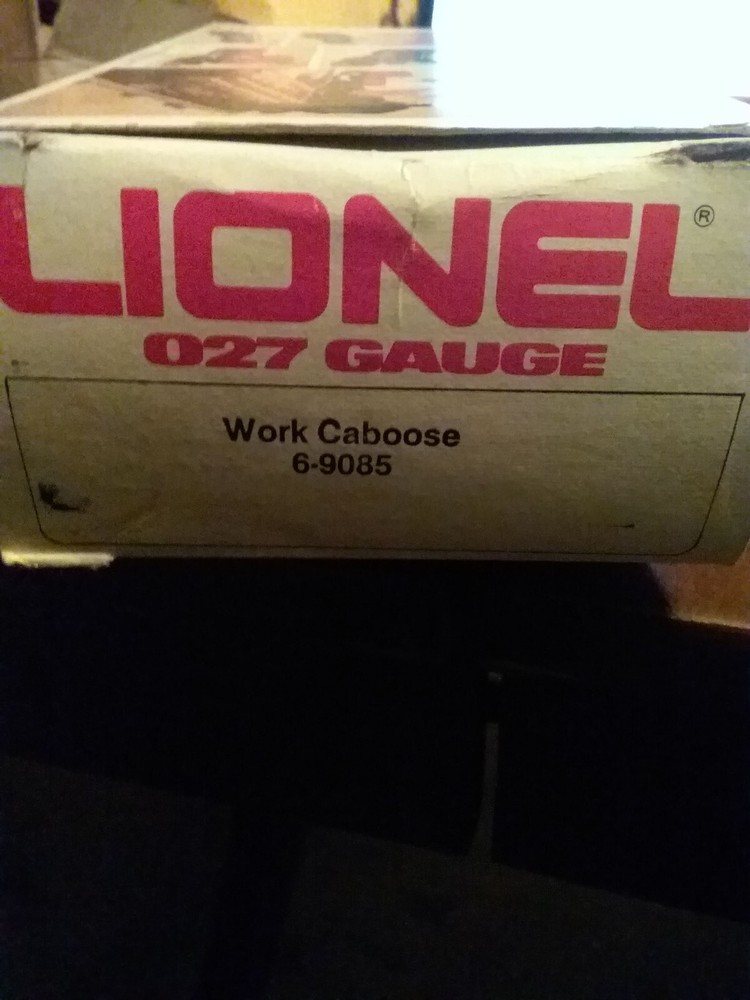 LIONEL®
027 GAUGE
Work Caboose
6-9085